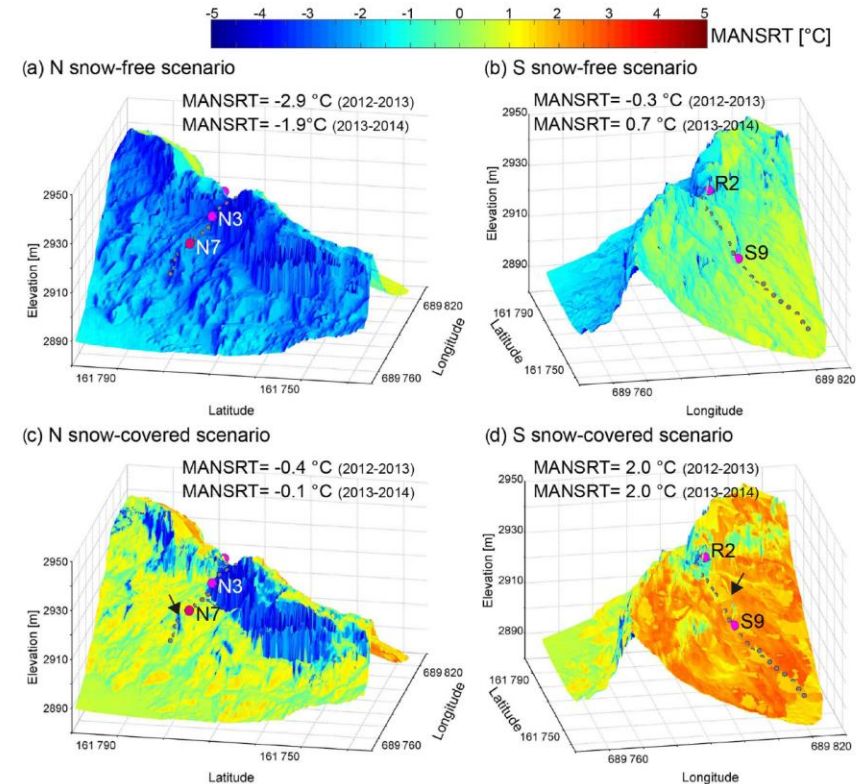 -5 -4 -3 -2 -1 0 1 2 3 4 5
MANSRT [°C]
(a) N snow-free scenario
MANSRT= -2.9 °C (2012-2013)
MANSRT= -1.9°C (2013-2014)
2950
2930
2910
2890
Elevation [m]
N3
N7
161 790
161 750
Latitude
689 760
689 820
Longitude
(b) S snow-free scenario
MANSRT= -0.3 °C (2012-2013)
MANSRT= 0.7 °C (2013-2014)
2950
2930
2910
2890
Elevation [m]
R2
S9
161 790
161 750
Latitude
689 760
689 820
Longitude
(c) N snow-covered scenario
MANSRT= -0.4 °C (2012-2013)
MANSRT= -0.1 °C (2013-2014)
2950
2930
2910
2890
Elevation [m]
N3
N7
161 790
161 750
Latitude
689 760
689 820
Longitude
(d) S snow-covered scenario
MANSRT= 2.0 °C (2012-2013)
MANSRT= 2.0 °C (2013-2014)
2950
2930
2910
2890
Elevation [m]
R2
S9
161 790
161 750
Latitude
689 760
689 820
Longitude